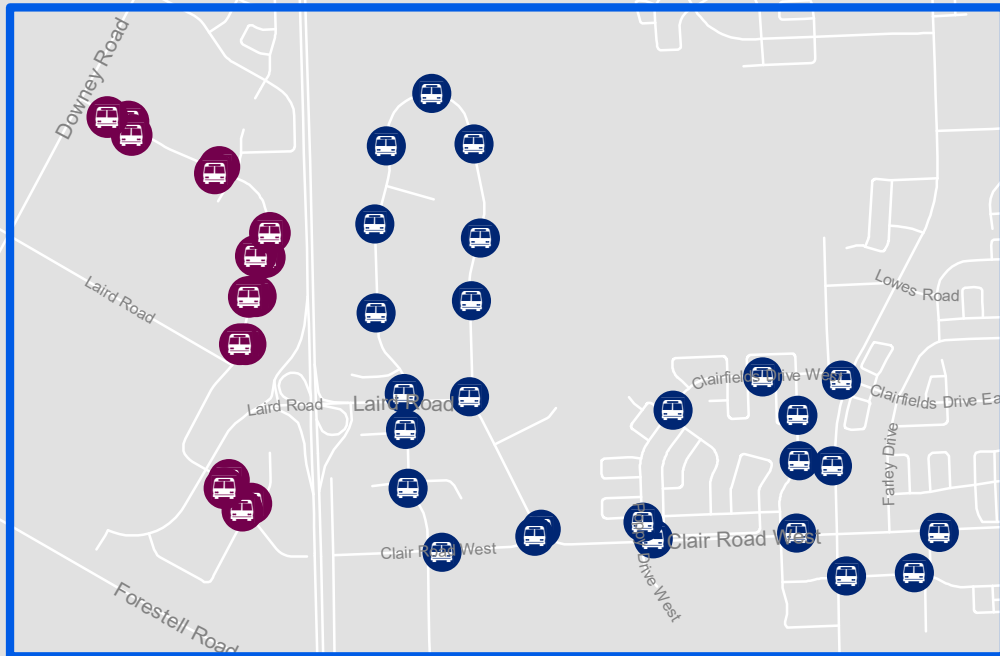 Downey Road
Laird Road
Lowes Road
Clairfields Drive West
Clairfields Drive Ea
Laird Road
Laird Road
Farley Drive
Clair Road West
Clair Road West
Drive West
Forestell Road